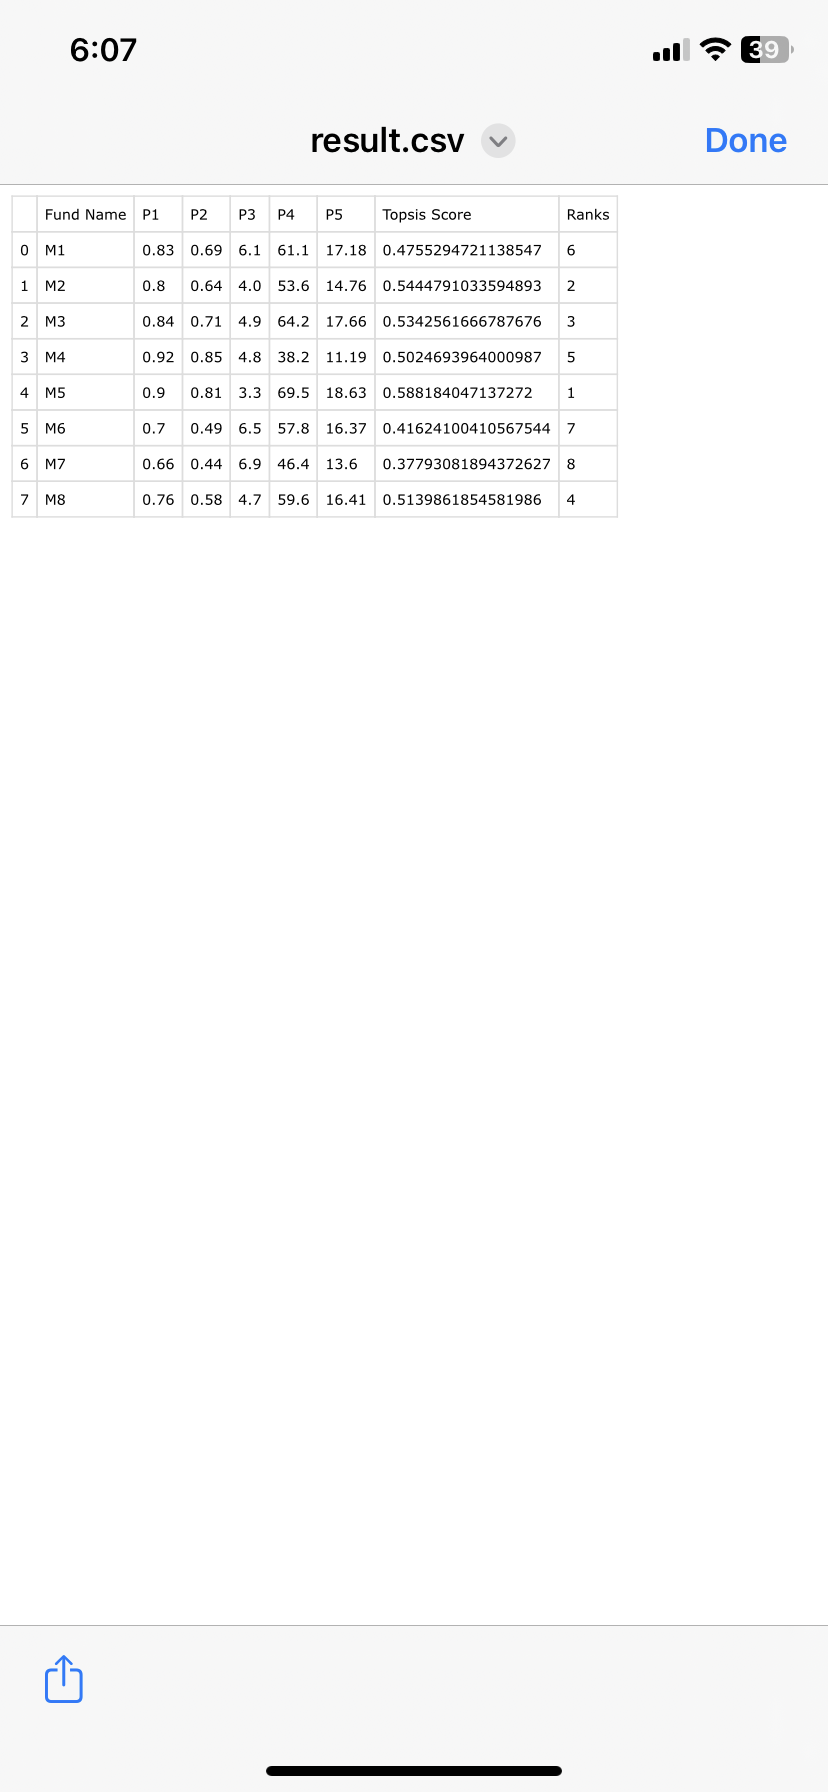 6:07
39
result.csv
Done
Fund Name P1 P2 P3 P4 P5 Topsis Score Ranks
0 M1 0.83 0.69 6.1 61.1 17.18 0.4755294721138547 6
1 M2 0.8 0.64 4.0 53.6 14.76 0.5444791033594893 2
2 M3 0.84 0.71 4.9 64.2 17.66 0.5342561666787676 3
3 M4 0.92 0.85 4.8 38.2 11.19 0.5024693964000987 5
4 M5 0.9 0.81 3.3 69.5 18.63 0.588184047137272 1
5 M6 0.7 0.49 6.5 57.8 16.37 0.41624100410567544 7
6 M7 0.66 0.44 6.9 46.4 13.6 0.37793081894372627 8
7 M8 0.76 0.58 4.7 59.6 16.41 0.5139861854581986 4